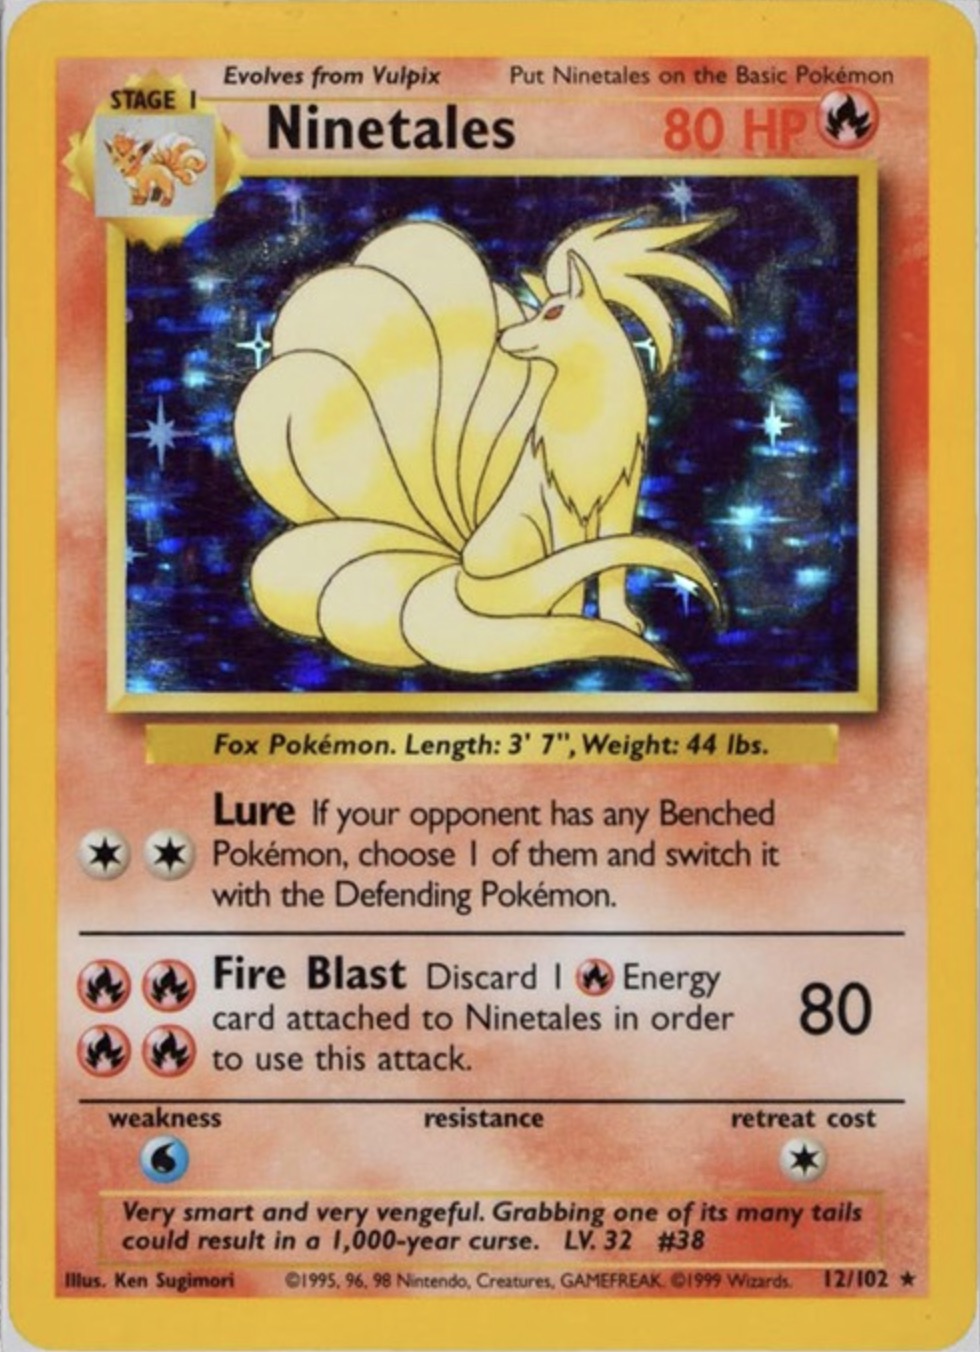 Evolves from Vulpix Put Ninetales on the Basic Pokémon
STAGE 1
Ninetales 80 HP
Fox Pokémon. Length: 3' 7", Weight: 44 lbs.
Lure If your opponent has any Benched
Pokémon, choose 1 of them and switch it
with the Defending Pokémon.
Fire Blast Discard 1 Energy
card attached to Ninetales in order
to use this attack.
80
weakness resistance retreat cost
Very smart and very vengeful. Grabbing one of its many tails
could result in a 1,000-year curse. LV. 32 #38
Illus. Ken Sugimori ©1995, 96, 98 Nintendo, Creatures, GAMEFREAK. ©1999 Wizards. 12/102 ★